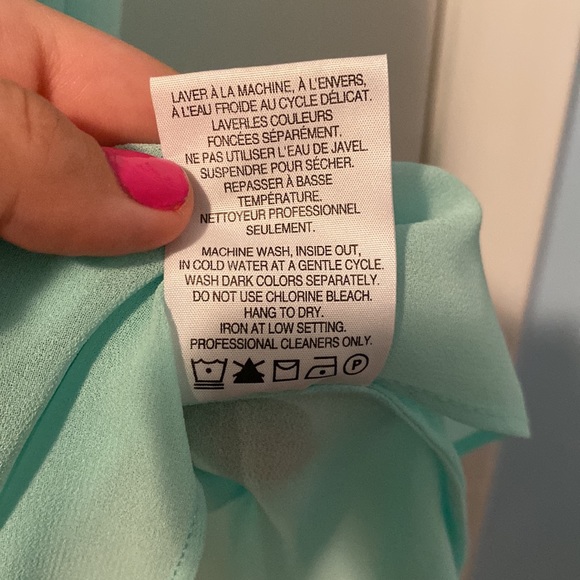 LAVER À LA MACHINE, À L'ENVERS,
À L'EAU FROIDE AU CYCLE DÉLICAT.
LAVERLES COULEURS
FONCÉES SÉPARÉMENT.
NE PAS UTILISER L'EAU DE JAVEL.
SUSPENDRE POUR SÉCHER.
REPASSER À BASSE
TEMPÉRATURE.
NETTOYEUR PROFESSIONNEL
SEULEMENT.
MACHINE WASH, INSIDE OUT,
IN COLD WATER AT A GENTLE CYCLE.
WASH DARK COLORS SEPARATELY.
DO NOT USE CHLORINE BLEACH.
HANG TO DRY.
IRON AT LOW SETTING.
PROFESSIONAL CLEANERS ONLY.
P